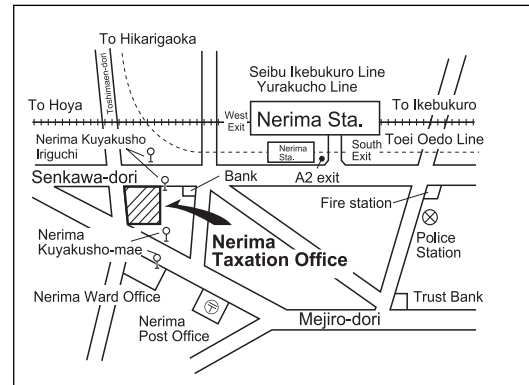 To Hikarigaoka
Toshimaen-dori
Seibu Ikebukuro Line
Yurakucho Line
To Hoya
West
Exit
Nerima Sta.
To Ikebukuro
Nerima Kuyakusho
Iriguchi
Nerima
Sta.
South
Exit
Toei Oedo Line
Senkawa-dori
Bank
A2 exit
Fire station
Nerima
Kuyakusho-mae
Nerima
Taxation Office
Police
Station
Nerima Ward Office
Trust Bank
〒
Nerima
Post Office
Mejiro-dori